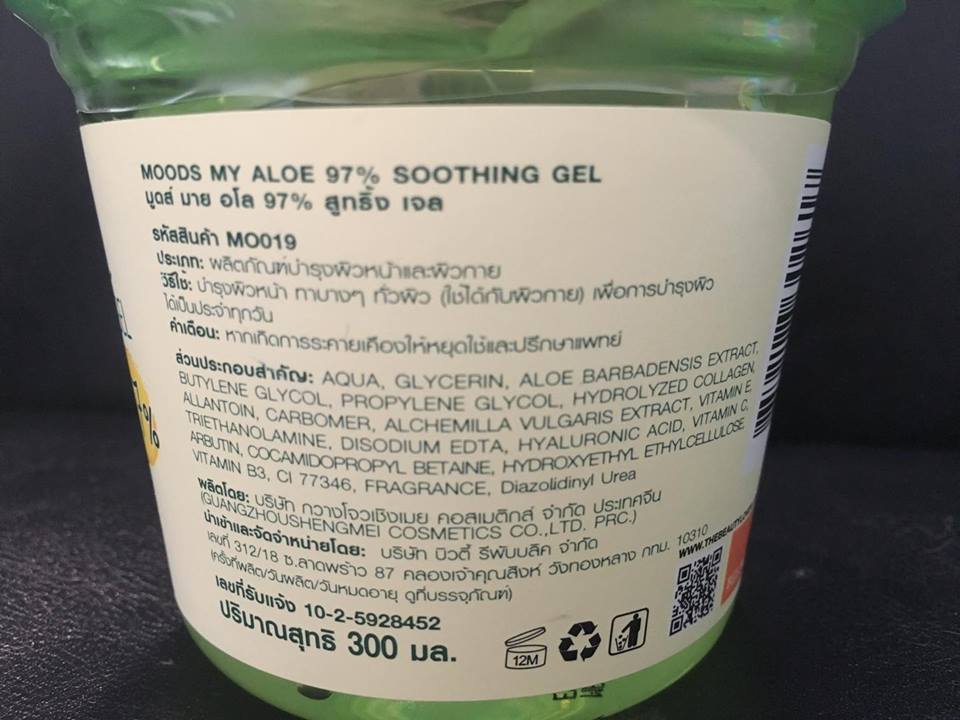 MOODS MY ALOE 97% SOOTHING GEL
มูดส์ มาย อโล 97% สูทธิ้ง เจล
รหัสสินค้า MO019
ประเภท: ผลิตภัณฑ์บำรุงผิวหน้าและผิวกาย
วิธีใช้: บำรุงผิวหน้า ทาบางๆ ทั่วผิว (ใช้ได้กับผิวกาย) เพื่อการบำรุงผิว
ได้เป็นประจำทุกวัน
คำเตือน: หากเกิดการระคายเคืองให้หยุดใช้และปรึกษาแพทย์
ส่วนประกอบสำคัญ: AQUA, GLYCERIN, ALOE BARBADENSIS EXTRACT,
BUTYLENE GLYCOL, PROPYLENE GLYCOL, HYDROLYZED COLLAGEN,
ALLANTOIN, CARBOMER, ALCHEMILLA VULGARIS EXTRACT, VITAMIN E,
TRIETHANOLAMINE, DISODIUM EDTA, HYALURONIC ACID, VITAMIN C,
ARBUTIN, COCAMIDOPROPYL BETAINE, HYDROXYETHYL ETHYLCELLULOSE,
VITAMIN B3, CI 77346, FRAGRANCE, Diazolidinyl Urea
ผลิตโดย: บริษัท กวางโจวเชิงเมย คอสเมติกส์ จำกัด ประเทศจีน
(GUANGZHOUSHENGMEI COSMETICS CO.,LTD. PRC.)
นำเข้าและจัดจำหน่ายโดย: บริษัท บิวตี้ รีพับบลิค จำกัด
เลขที่ 312/18 ซ.ลาดพร้าว 87 คลองเจ้าคุณสิงห์ วังทองหลาง กทม. 10310
(ครั้งที่ผลิต/วันผลิต/วันหมดอายุ ดูที่บรรจุภัณฑ์)
WWW.THEBEAUTY
เลขที่รับแจ้ง 10-2-5928452
ปริมาณสุทธิ 300 มล.
12M